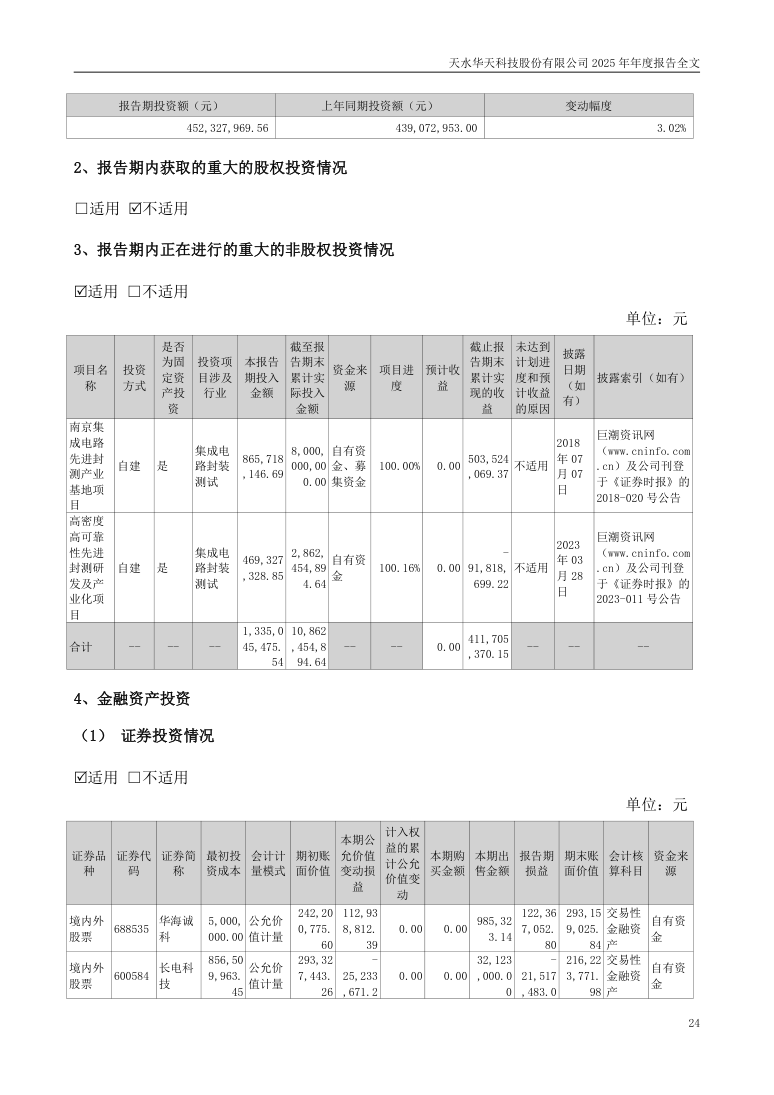 天水华天科技股份有限公司 2025 年年度报告全文
报告期投资额（元） 上年同期投资额（元） 变动幅度
452,327,969.56 439,072,953.00 3.02%
2、报告期内获取的重大的股权投资情况
□适用 ☑不适用
3、报告期内正在进行的重大的非股权投资情况
☑适用 □不适用
单位：元
项目名称 投资方式 是否为固定资产投资 投资项目涉及行业 本报告期投入金额 截至报告期末累计实际投入金额 资金来源 项目进度 预计收益 截止报告期末累计实现的收益 未达到计划进度和预计收益的原因 披露日期（如有） 披露索引（如有）
南京集成电路先进封测产业基地项目 自建 是 集成电路封装测试 865,718,146.69 8,000,000,000.00 自有资金、募集资金 100.00% 0.00 503,524,069.37 不适用 2018 年 07 月 07 日 巨潮资讯网（www.cninfo.com.cn）及公司刊登于《证券时报》的 2018-020 号公告
高密度高可靠性先进封测研发及产业化项目 自建 是 集成电路封装测试 469,327,328.85 2,862,454,894.64 自有资金 100.16% 0.00 -91,818,699.22 不适用 2023 年 03 月 28 日 巨潮资讯网（www.cninfo.com.cn）及公司刊登于《证券时报》的 2023-011 号公告
合计 -- -- -- 1,335,045,475.54 10,862,454,894.64 -- -- 0.00 411,705,370.15 -- -- --
4、金融资产投资
（1） 证券投资情况
☑适用 □不适用
单位：元
证券品种 证券代码 证券简称 最初投资成本 会计计量模式 期初账面价值 本期公允价值变动损益 计入权益的累计公允价值变动 本期购买金额 本期出售金额 报告期损益 期末账面价值 会计核算科目 资金来源
境内外股票 688535 华海诚科 5,000,000.00 公允价值计量 242,200,775.60 112,938,812.39 0.00 0.00 985,323.14 122,367,052.80 293,159,025.84 交易性金融资产 自有资金
境内外股票 600584 长电科技 856,509,963.45 公允价值计量 293,327,443.26 -25,233,671.2 0.00 0.00 32,123,000.00 -21,517,483.0 216,223,771.98 交易性金融资产 自有资金
24